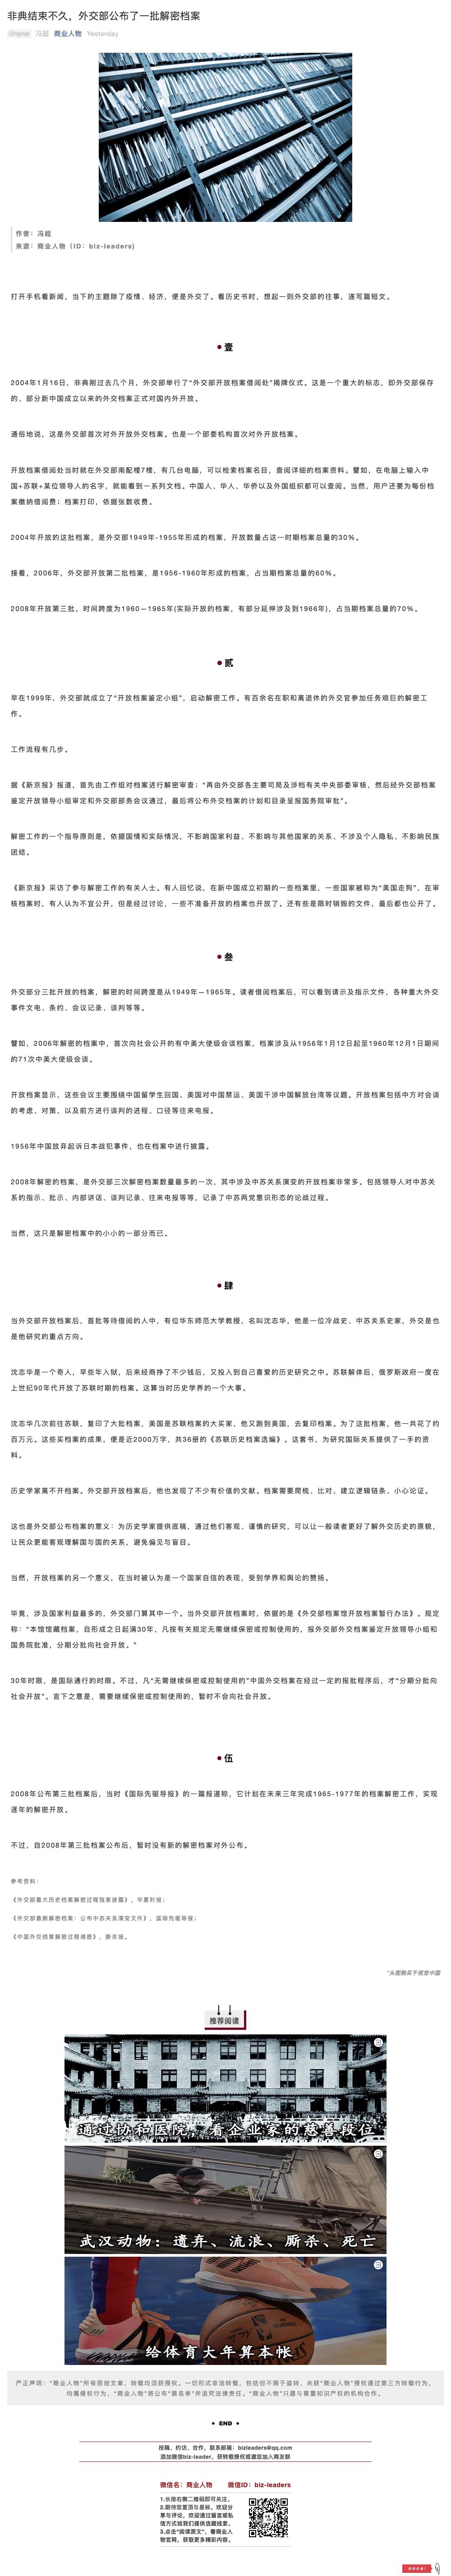 非典结束不久，外交部公布了一批解密档案
Original 冯超 商业人物 Yesterday
作者：冯超
来源：商业人物（ID：biz-leaders）
打开手机看新闻，当下的主题除了疫情、经济，便是外交了。看历史书时，想起一则外交部的往事，遂写篇短文。
壹
2004年1月16日，非典刚过去几个月，外交部举行了“外交部开放档案借阅处”揭牌仪式。这是一个重大的标志，即外交部保存
的、部分新中国成立以来的外交档案正式对国内外开放。
通俗地说，这是外交部首次对外开放外交档案。也是一个部委机构首次对外开放档案。
开放档案借阅处当时就在外交部南配楼7楼，有几台电脑，可以检索档案名目，查阅详细的档案资料。譬如，在电脑上输入中
国+苏联+某位领导人的名字，就能看到一系列文档。中国人、华人、华侨以及外国组织都可以查阅。当然，用户还要为每份档
案缴纳借阅费；档案打印，依据张数收费。
2004年开放的这批档案，是外交部1949年-1955年形成的档案，开放数量占这一时期档案总量的30%。
接着，2006年，外交部开放第二批档案，是1956-1960年形成的档案，占当期档案总量的60%。
2008年开放第三批，时间跨度为1960—1965年(实际开放的档案，有部分延伸涉及到1966年)，占当期档案总量的70%。
贰
早在1999年，外交部就成立了“开放档案鉴定小组”，启动解密工作。有百余名在职和离退休的外交官参加任务艰巨的解密工
作。
工作流程有几步。
据《新京报》报道，首先由工作组对档案进行解密审查；“再由外交部各主要司局及涉档有关中央部委审核，然后经外交部档案
鉴定开放领导小组审定和外交部部务会议通过，最后将公布外交档案的计划和目录呈报国务院审批”。
解密工作的一个指导原则是，依据国情和实际情况，不影响国家利益、不影响与其他国家的关系、不涉及个人隐私、不影响民族
团结。
《新京报》采访了参与解密工作的有关人士。有人回忆说，在新中国成立初期的一些档案里，一些国家被称为“美国走狗”，在审
核档案时，有人认为不宜公开，但是经过讨论，一些不准备开放的档案也开放了。还有些是限时销毁的文件，最后都也公开了。
叁
外交部分三批开放的档案，解密的时间跨度是从1949年—1965年。读者借阅档案后，可以看到请示及指示文件，各种重大外交
事件文电、条约、会议记录、谈判等等。
譬如，2006年解密的档案中，首次向社会公开的有中美大使级会谈档案，档案涉及从1956年1月12日起至1960年12月1日期间
的71次中美大使级会谈。
开放档案显示，这些会议主要围绕中国留学生回国、美国对中国禁运、美国干涉中国解放台湾等议题。开放档案包括中方对会谈
的考虑、对策，以及前方进行谈判的进程、口径等往来电报。
1956年中国放弃起诉日本战犯事件，也在档案中进行披露。
2008年解密的档案，是外交部三次解密档案数量最多的一次，其中涉及中苏关系演变的开放档案非常多。包括领导人对中苏关
系的指示、批示、内部讲话、谈判记录、往来电报等等，记录了中苏两党意识形态的论战过程。
当然，这只是解密档案中的小小的一部分而已。
肆
当外交部开放档案后，首批等待借阅的人中，有位华东师范大学教授，名叫沈志华，他是一位冷战史、中苏关系史家，外交是也
是他研究的重点方向。
沈志华是一个奇人，早些年入狱，后来经商挣了不少钱后，又投入到自己喜爱的历史研究之中。苏联解体后，俄罗斯政府一度在
上世纪90年代开放了苏联时期的档案。这算当时历史学界的一个大事。
沈志华几次前往苏联，复印了大批档案，美国是苏联档案的大买家，他又跑到美国，去复印档案。为了这批档案，他一共花了约
百万元。这些买档案的成果，便是近2000万字，共36册的《苏联历史档案选编》。这套书，为研究国际关系提供了一手的资
料。
历史学家离不开档案。外交部开放档案后，他也发现了不少有价值的文献。档案需要爬梳、比对、建立逻辑链条、小心论证。
这也是外交部公布档案的意义：为历史学家提供底稿，通过他们客观、谨慎的研究，可以让一般读者更好了解外交历史的原貌，
让民众更能客观理解国与国的关系，避免偏见与盲目。
当然，开放档案的另一个意义，在当时被认为是一个国家自信的表现，受到学界和舆论的赞扬。
毕竟，涉及国家利益最多的，外交部门算其中一个。当外交部开放档案时，依据的是《外交部档案馆开放档案暂行办法》。规定
称：“本馆馆藏档案，自形成之日起满30年，凡按有关规定无需继续保密或控制使用的，报外交部外交档案鉴定开放领导小组和
国务院批准，分期分批向社会开放。”
30年时限，是国际通行的时限。不过，凡“无需继续保密或控制使用的”中国外交档案在经过一定的报批程序后，才“分期分批向
社会开放”。言下之意是，需要继续保密或控制使用的，暂时不会向社会开放。
伍
2008年公布第三批档案后，当时《国际先驱导报》的一篇报道称，它计划在未来三年完成1965-1977年的档案解密工作，实现
逐年的解密开放。
不过，自2008年第三批档案公布后，暂时没有新的解密档案对外公布。
参考资料：
《外交部重大历史档案解密过程独家披露》，华夏时报；
《外交部最新解密档案：公布中苏关系演变文件》，国际先驱导报；
《中国外交档案解密过程揭密》，新京报。
*头图购买于视觉中国
推荐阅读
通过协和医院，看企业家的慈善段位
武汉动物：遗弃、流浪、厮杀、死亡
给体育大年算本帐
严正声明：“商业人物”所有原创文章，转载均须获授权。一切形式非法转载，包括但不限于盗转、未获“商业人物”授权通过第三方转载行为，
均属侵权行为，“商业人物”将公布“黑名单”并追究法律责任。“商业人物”只愿与尊重知识产权的机构合作。
END
投稿、约访、合作，联系邮箱：bizleaders@qq.com
添加微信biz-leader，获转载授权或邀您加入商友群
微信名：商业人物 微信ID：biz-leaders
1.长按右侧二维码即可关注。
2.期待您置顶与星标。欢迎分
享与评论，欢迎通过留言或私
信方式给我们提供选题线索。
3.点击“阅读原文”，看商业人
物官网，获取更多精彩内容。